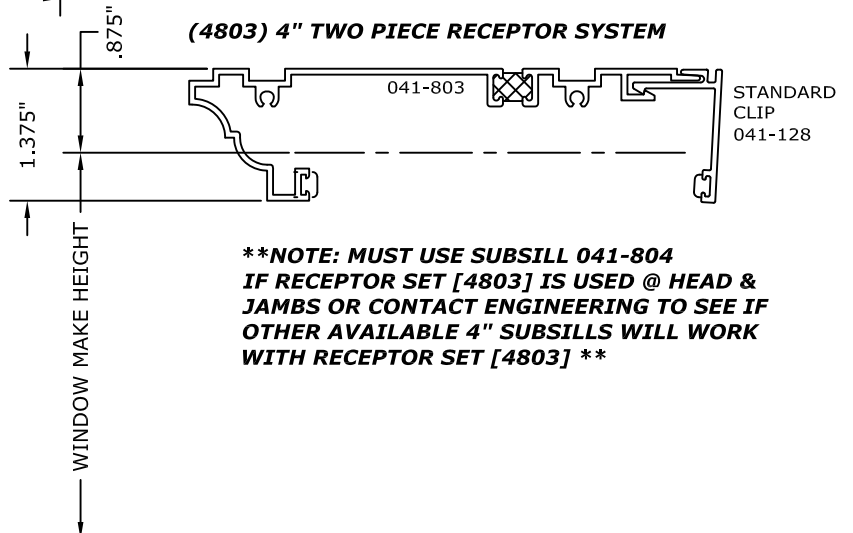 (4803) 4" TWO PIECE RECEPTOR SYSTEM
.875"
041-803
STANDARD
CLIP
041-128
1.375"
WINDOW MAKE HEIGHT
**NOTE: MUST USE SUBSILL 041-804
IF RECEPTOR SET [4803] IS USED @ HEAD &
JAMBS OR CONTACT ENGINEERING TO SEE IF
OTHER AVAILABLE 4" SUBSILLS WILL WORK
WITH RECEPTOR SET [4803] **